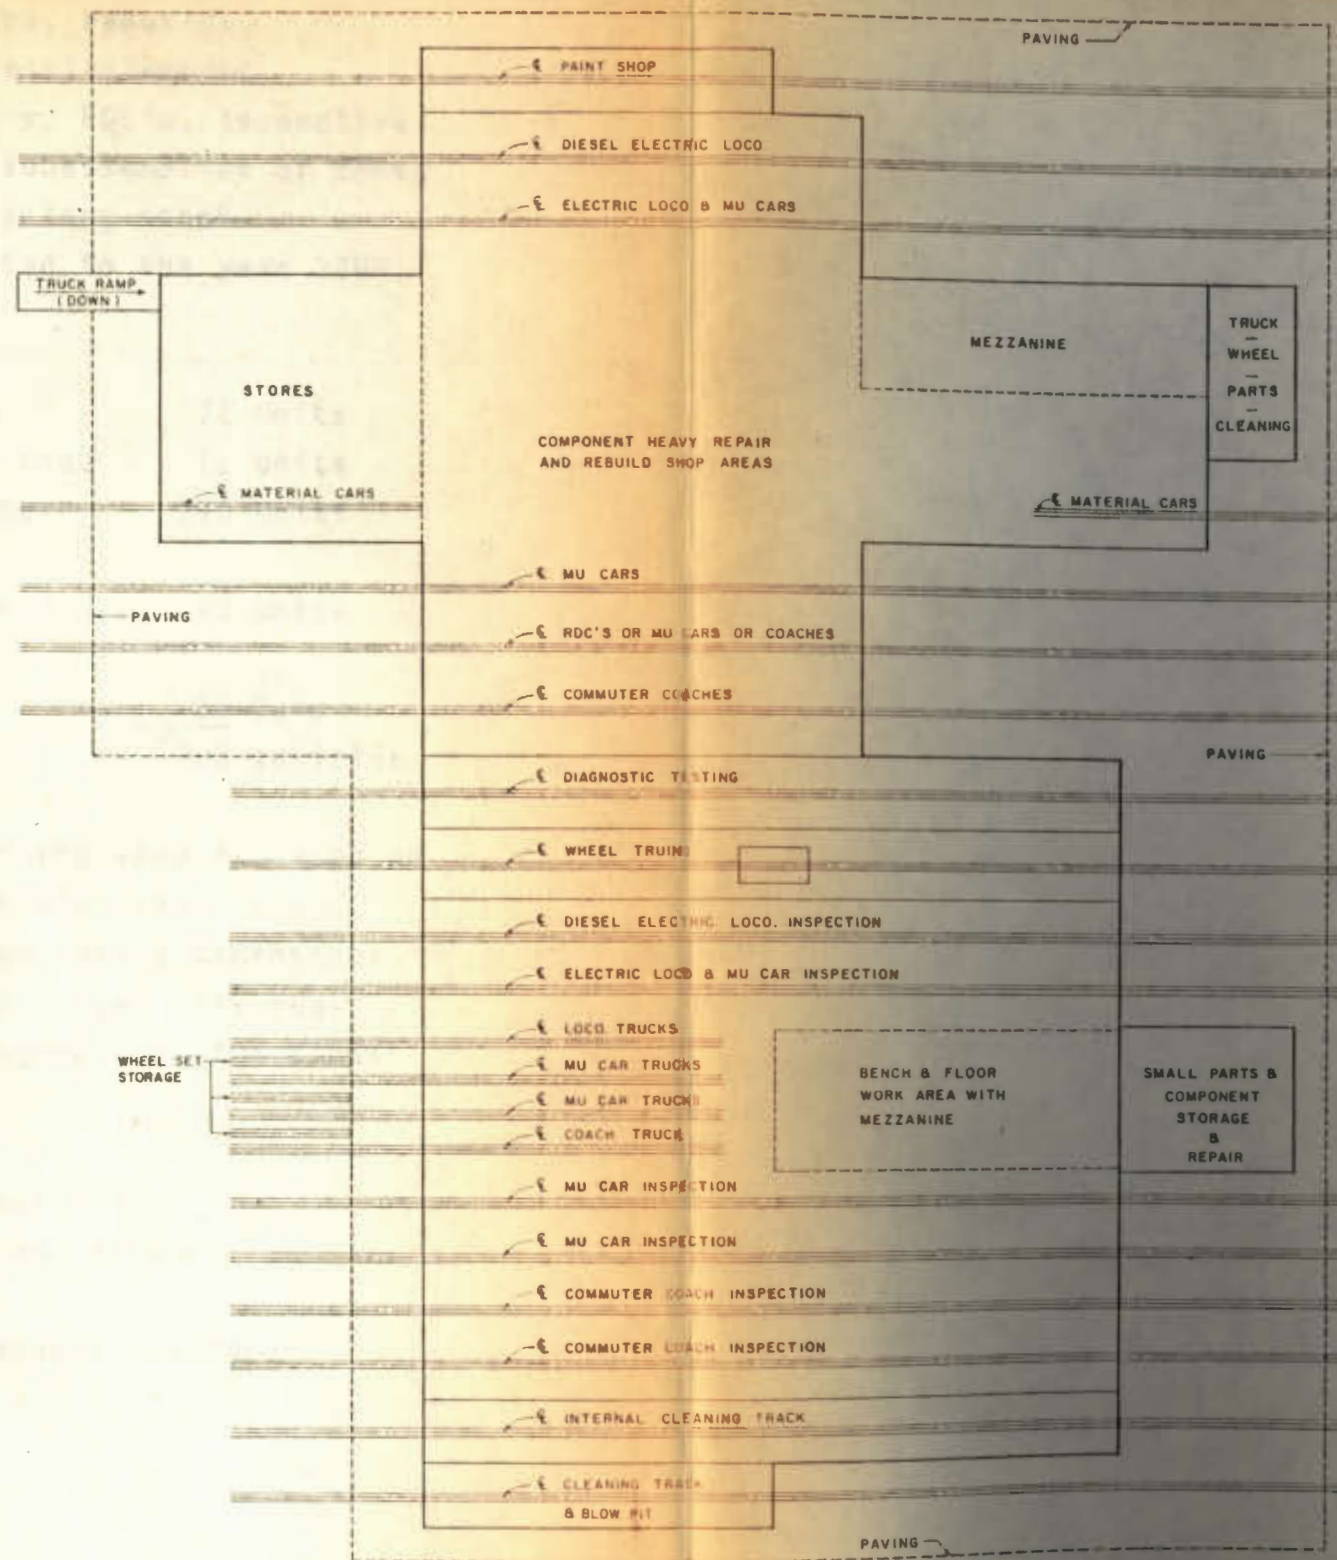 PAVING
℄ PAINT SHOP
℄ DIESEL ELECTRIC LOCO
℄ ELECTRIC LOCO & MU CARS
TRUCK RAMP
(DOWN)
TRUCK
—
WHEEL
—
PARTS
—
CLEANING
MEZZANINE
STORES
COMPONENT HEAVY REPAIR
AND REBUILD SHOP AREAS
℄ MATERIAL CARS
℄ MATERIAL CARS
℄ MU CARS
PAVING
℄ RDC'S OR MU CARS OR COACHES
℄ COMMUTER COACHES
PAVING
℄ DIAGNOSTIC TESTING
℄ WHEEL TRUING
℄ DIESEL ELECTRIC LOCO. INSPECTION
℄ ELECTRIC LOCO & MU CAR INSPECTION
℄ LOCO TRUCKS
WHEEL SET
STORAGE
℄ MU CAR TRUCKS
℄ MU CAR TRUCKS
℄ COACH TRUCK
BENCH & FLOOR
WORK AREA WITH
MEZZANINE
SMALL PARTS &
COMPONENT
STORAGE
&
REPAIR
℄ MU CAR INSPECTION
℄ MU CAR INSPECTION
℄ COMMUTER COACH INSPECTION
℄ COMMUTER COACH INSPECTION
℄ INTERNAL CLEANING TRACK
℄ CLEANING TRACK
& BLOW PIT
PAVING